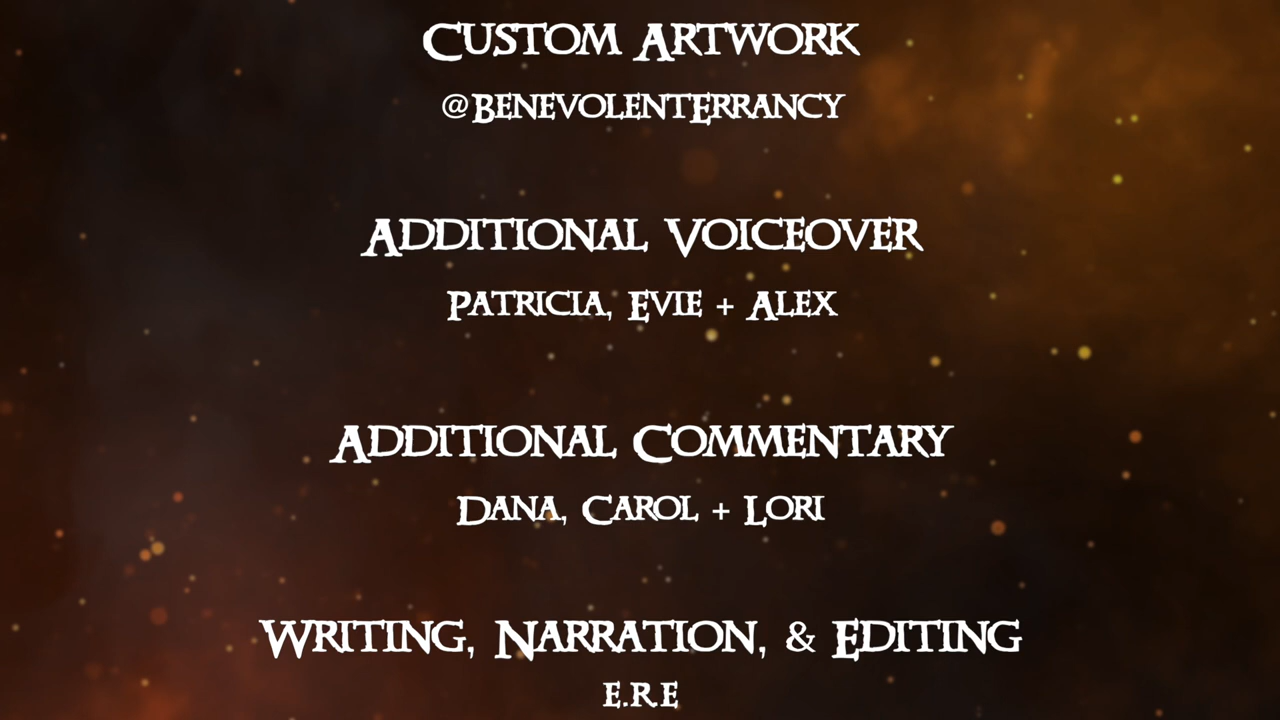 Custom Artwork
@BenevolentErrancy
Additional Voiceover
Patricia, Evie + Alex
Additional Commentary
Dana, Carol + Lori
Writing, Narration, & Editing
E.R.E